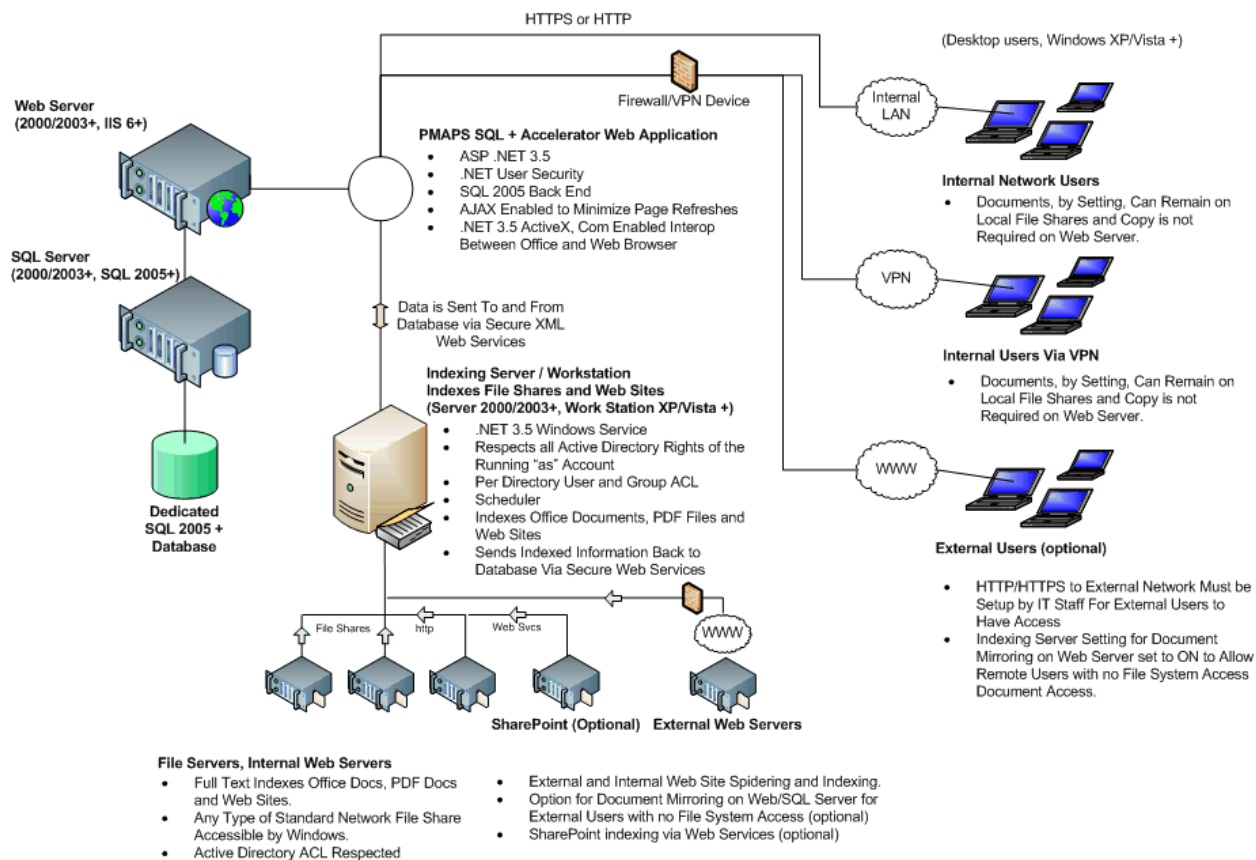 HTTPS or HTTP
(Desktop users, Windows XP/Vista +)
Firewall/VPN Device
Internal
LAN
Web Server
(2000/2003+, IIS 6+)
PMAPS SQL + Accelerator Web Application
• ASP .NET 3.5
• .NET User Security
• SQL 2005 Back End
• AJAX Enabled to Minimize Page Refreshes
• .NET 3.5 ActiveX, Com Enabled Interop
Between Office and Web Browser
Internal Network Users
• Documents, by Setting, Can Remain on
Local File Shares and Copy is not
Required on Web Server.
SQL Server
(2000/2003+, SQL 2005+)
VPN
Data is Sent To and From
Database via Secure XML
Web Services
Internal Users Via VPN
• Documents, by Setting, Can Remain on
Local File Shares and Copy is not
Required on Web Server.
Indexing Server / Workstation
Indexes File Shares and Web Sites
(Server 2000/2003+, Work Station XP/Vista +)
• .NET 3.5 Windows Service
• Respects all Active Directory Rights of the
Running "as" Account
• Per Directory User and Group ACL
• Scheduler
• Indexes Office Documents, PDF Files and
Web Sites
• Sends Indexed Information Back to
Database Via Secure Web Services
WWW
Dedicated
SQL 2005 +
Database
External Users (optional)
• HTTP/HTTPS to External Network Must be
Setup by IT Staff For External Users to
Have Access
• Indexing Server Setting for Document
Mirroring on Web Server set to ON to Allow
Remote Users with no File System Access
Document Access.
File Shares
http
Web Svcs
WWW
SharePoint (Optional)
External Web Servers
File Servers, Internal Web Servers
• Full Text Indexes Office Docs, PDF Docs
and Web Sites.
• Any Type of Standard Network File Share
Accessible by Windows.
• Active Directory ACL Respected
• External and Internal Web Site Spidering and Indexing.
• Option for Document Mirroring on Web/SQL Server for
External Users with no File System Access (optional)
• SharePoint indexing via Web Services (optional)